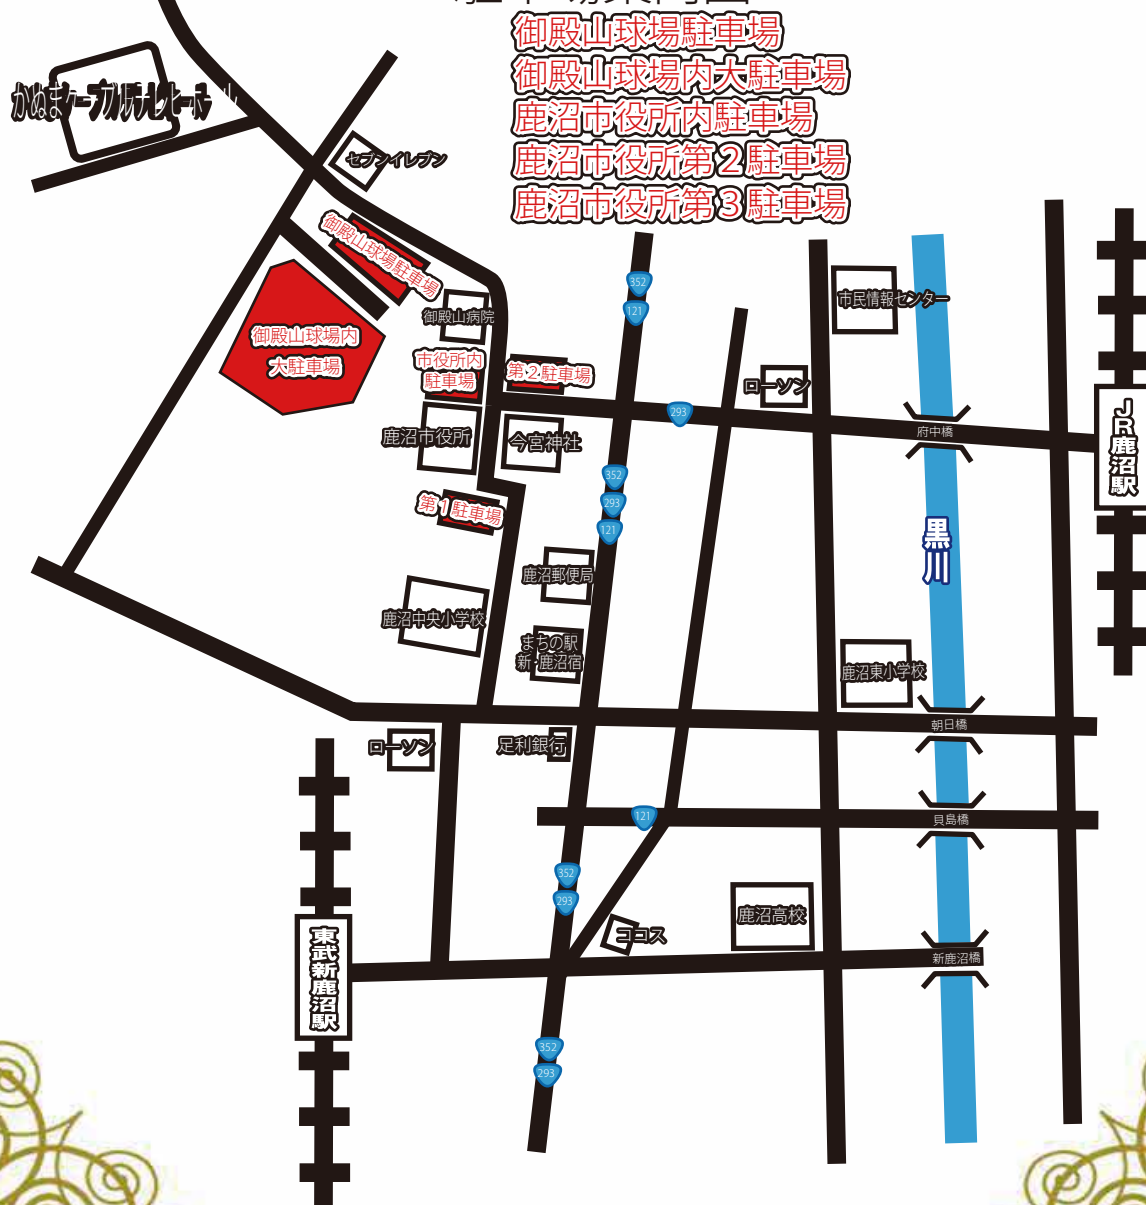 御殿山球場駐車場
御殿山球場内大駐車場
鹿沼市役所内駐車場
鹿沼市役所第２駐車場
鹿沼市役所第３駐車場
かぬまケーブルテレビホール
セブンイレブン
御殿山球場駐車場
御殿山球場内
大駐車場
御殿山病院
市役所内
駐車場
第２駐車場
鹿沼市役所
今宮神社
第１駐車場
352
121
293
市民情報センター
ローソン
府中橋
JR鹿沼駅
352
293
121
黒川
鹿沼郵便局
鹿沼中央小学校
まちの駅
新・鹿沼宿
鹿沼東小学校
朝日橋
ローソン
足利銀行
121
貝島橋
352
293
鹿沼高校
ココス
新鹿沼橋
東武新鹿沼駅
352
293